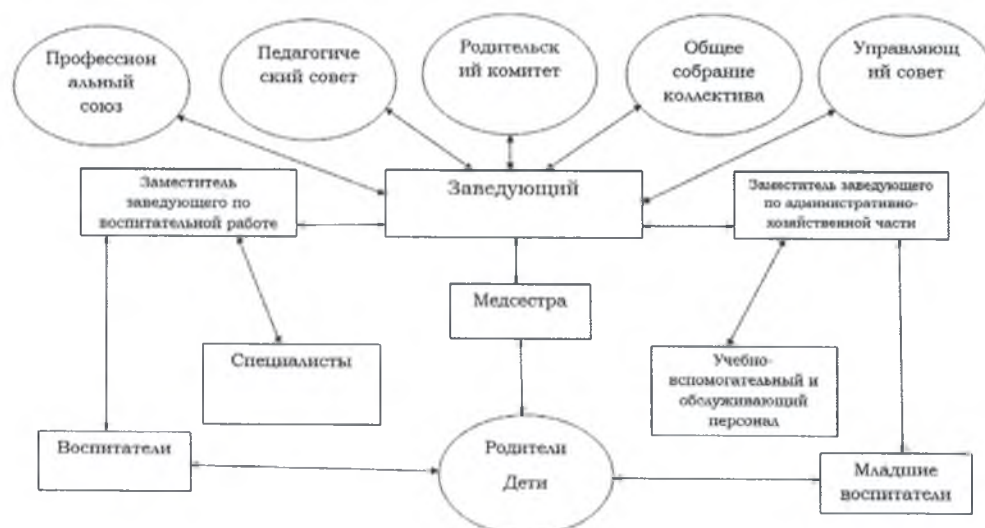 Профессион
альный
союз
Педагогиче
ский совет
Родительск
ий комитет
Общее
собрание
коллектива
Управляющ
ий совет
Заместитель
заведующего по
воспитательной работе
Заведующий
Заместитель заведующего
по административно-
хозяйственной части
Медсестра
Специалисты
Учебно-
вспомогательный и
обслуживающий
персонал
Воспитатели
Родители
Дети
Младшие
воспитатели